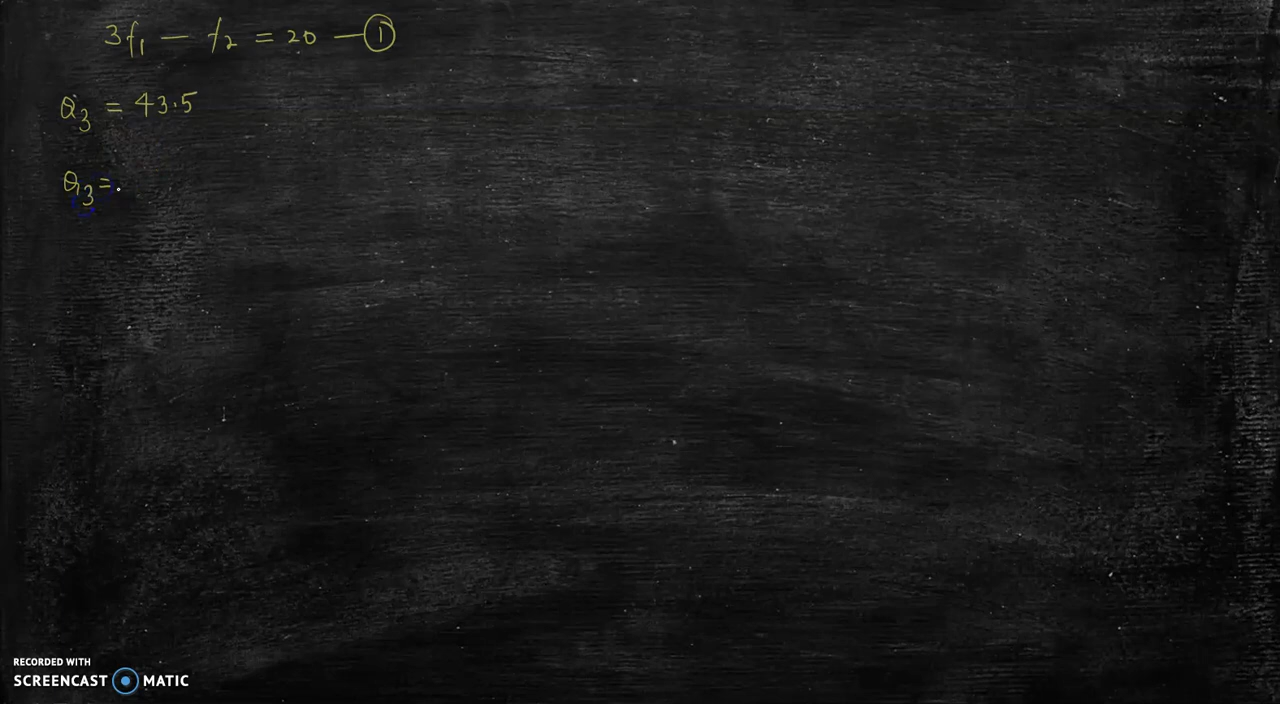 3f₁ — f₂ = 20 — ①
Q₃ = 43.5
Q₃ =
RECORDED WITH
SCREENCAST MATIC